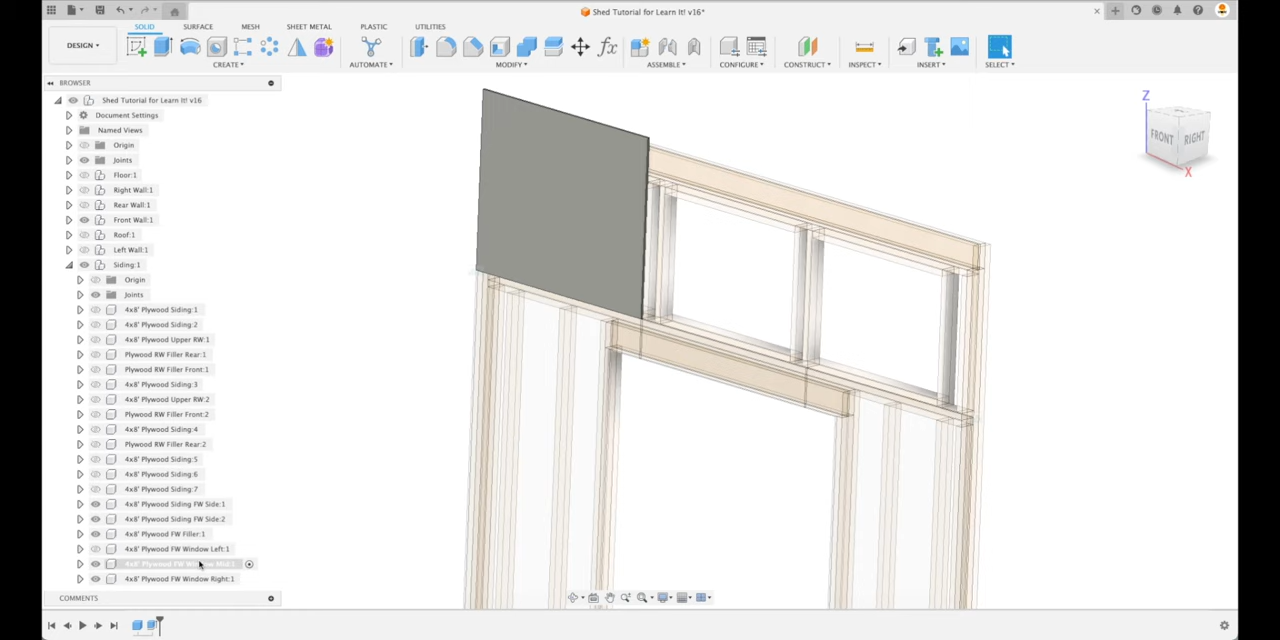 Shed Tutorial for Learn It! v16*
SOLID SURFACE MESH SHEET METAL PLASTIC UTILITIES
DESIGN
CREATE AUTOMATE MODIFY ASSEMBLE CONFIGURE CONSTRUCT INSPECT INSERT SELECT
BROWSER
Shed Tutorial for Learn It! v16
Document Settings
Named Views
Origin
Joints
Floor:1
Right Wall:1
Rear Wall:1
Front Wall:1
Roof:1
Left Wall:1
Siding:1
Origin
Joints
4x8' Plywood Siding:1
4x8' Plywood Siding:2
4x8' Plywood Upper RW:1
Plywood RW Filler Rear:1
Plywood RW Filler Front:1
4x8' Plywood Siding:3
4x8' Plywood Upper RW:2
Plywood RW Filler Front:2
4x8' Plywood Siding:4
Plywood RW Filler Rear:2
4x8' Plywood Siding:5
4x8' Plywood Siding:6
4x8' Plywood Siding:7
4x8' Plywood Siding FW Side:1
4x8' Plywood Siding FW Side:2
4x8' Plywood FW Filler:1
4x8' Plywood FW Window Left:1
4x8' Plywood FW Window Mid:1
4x8' Plywood FW Window Right:1
COMMENTS
Z
FRONT RIGHT
X